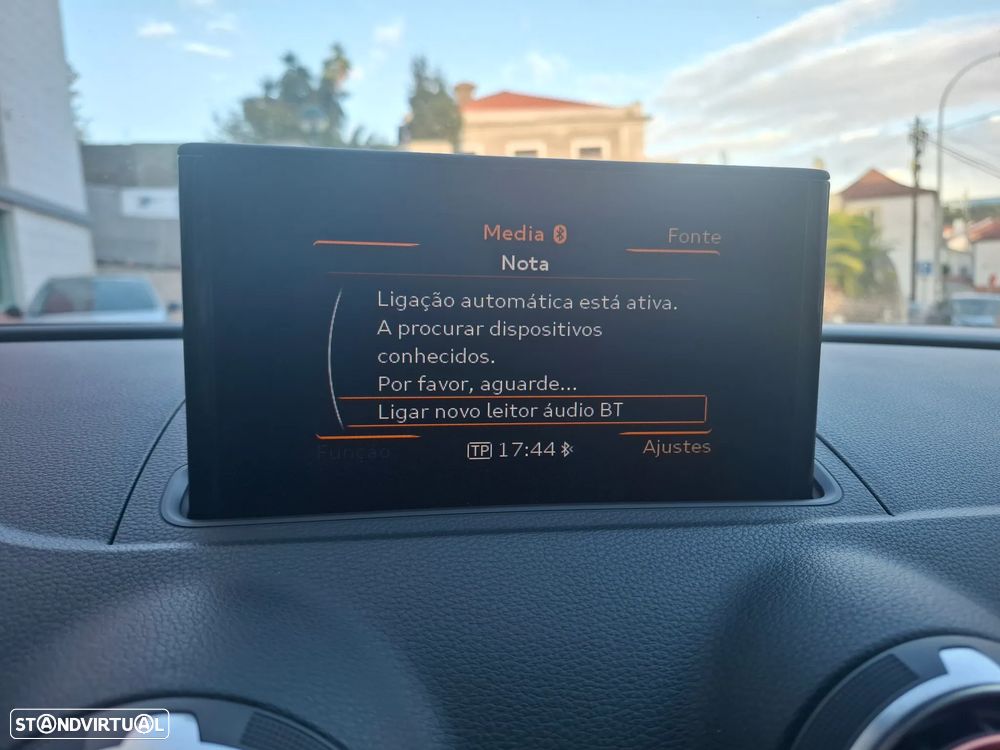 Media
Fonte
Nota
Ligação automática está ativa.
A procurar dispositivos
conhecidos.
Por favor, aguarde...
Ligar novo leitor áudio BT
Função
TP 17:44
Ajustes
STANDVIRTUAL